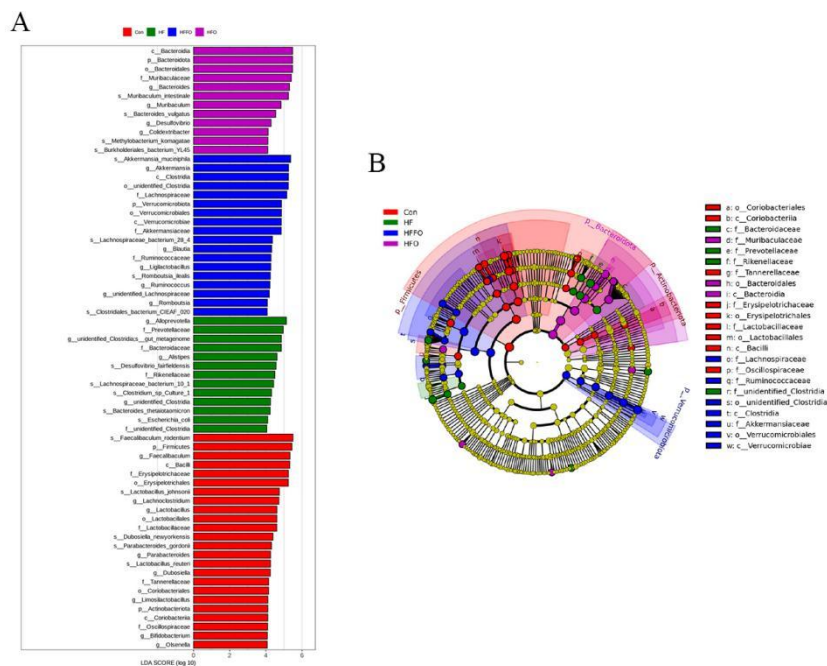 A
Con HF HFFO HFO
c__Bacteroidia
p__Bacteroidota
o__Bacteroidales
f__Muribaculaceae
g__Bacteroides
s__Muribaculum_intestinale
g__Muribaculum
s__Bacteroides_vulgatus
g__Desulfovibrio
g__Colidextribacter
s__Methylobacterium_komagatae
s__Burkholderiales_bacterium_YL45
s__Akkermansia_muciniphila
g__Akkermansia
c__Clostridia
o__unidentified_Clostridia
f__Lachnospiraceae
p__Verrucomicrobiota
o__Verrucomicrobiales
c__Verrucomicrobiae
f__Akkermansiaceae
s__Lachnospiraceae_bacterium_28_4
g__Blautia
f__Ruminococcaceae
g__Ligilactobacillus
s__Romboutsia_ilealis
g__Ruminococcus
g__unidentified_Lachnospiraceae
g__Romboutsia
s__Clostridiales_bacterium_CIEAF_020
g__Alloprevotella
f__Prevotellaceae
g__unidentified_Clostridia
f__Bacteroidaceae
g__Alistipes
s__Desulfovibrio_fairfieldensis
f__Rikenellaceae
s__Lachnospiraceae_bacterium_10_1
s__Clostridium_sp_Culture_1
g__unidentified_Clostridia
s__Bacteroides_thetaiotaomicron
s__Escherichia_coli
f__unidentified_Clostridia
s__Faecalibaculum_rodentium
p__Firmicutes
g__Faecalibaculum
c__Bacilli
f__Erysipelotrichaceae
o__Erysipelotrichales
s__Lactobacillus_johnsonii
g__Lachnoclostridium
g__Lactobacillus
o__Lactobacillales
f__Lactobacillaceae
s__Dubosiella_newyorkensis
s__Parabacteroides_gordonii
g__Parabacteroides
s__Lactobacillus_reuteri
g__Dubosiella
f__Tannerellaceae
o__Coriobacteriales
g__Limosilactobacillus
p__Actinobacteriota
c__Coriobacteriia
f__Oscillospiraceae
g__Bifidobacterium
g__Olsenella
0 2 4 6
LDA SCORE (log 10)
B
Con
HF
HFFO
HFO
p__Firmicutes
p__Bacteroidota
p__Actinobacteriota
p__Verrucomicrobiota
a: o__Coriobacteriales
b: c__Coriobacteriia
c: f__Bacteroidaceae
d: f__Muribaculaceae
e: f__Prevotellaceae
f: f__Rikenellaceae
g: f__Tannerellaceae
h: o__Bacteroidales
i: c__Bacteroidia
j: f__Erysipelotrichaceae
k: o__Erysipelotrichales
l: f__Lactobacillaceae
m: o__Lactobacillales
n: c__Bacilli
o: f__Lachnospiraceae
p: f__Oscillospiraceae
q: f__Ruminococcaceae
r: f__unidentified_Clostridia
s: o__unidentified_Clostridia
t: c__Clostridia
u: f__Akkermansiaceae
v: o__Verrucomicrobiales
w: c__Verrucomicrobiae